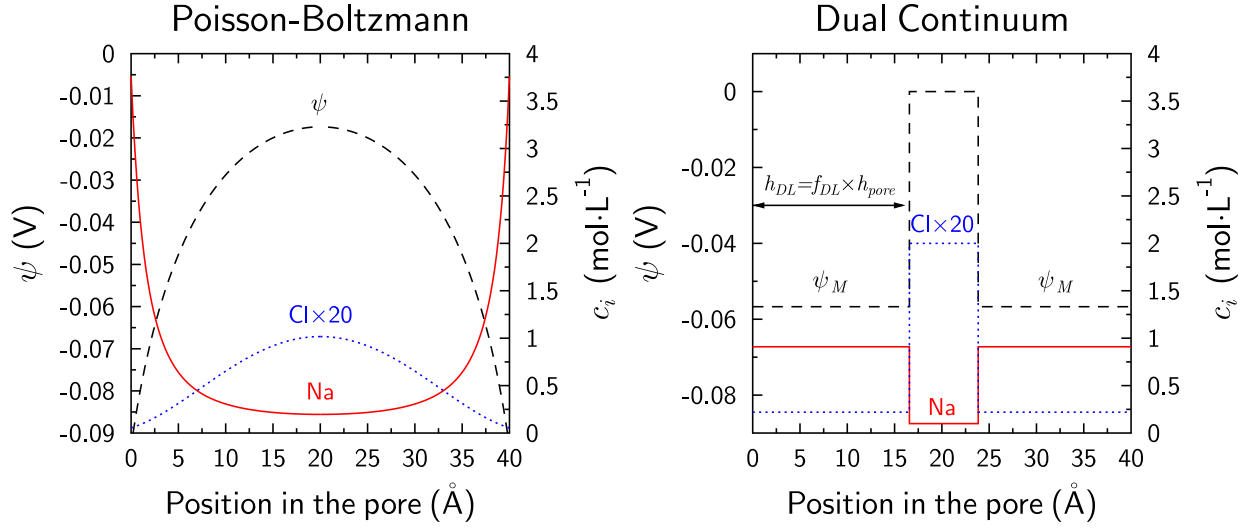 Poisson-Boltzmann
0
-0.01
-0.02
-0.03
-0.04
-0.05
-0.06
-0.07
-0.08
-0.09
ψ (V)
ψ
Cl×20
Na
4
3.5
3
2.5
2
1.5
1
0.5
0
c_i (mol·L⁻¹)
0 5 10 15 20 25 30 35 40
Position in the pore (Å)
Dual Continuum
0
-0.02
-0.04
-0.06
-0.08
ψ (V)
h_DL=f_DL×h_pore
Cl×20
ψ_M ψ_M
Na
4
3.5
3
2.5
2
1.5
1
0.5
0
c_i (mol·L⁻¹)
0 5 10 15 20 25 30 35 40
Position in the pore (Å)